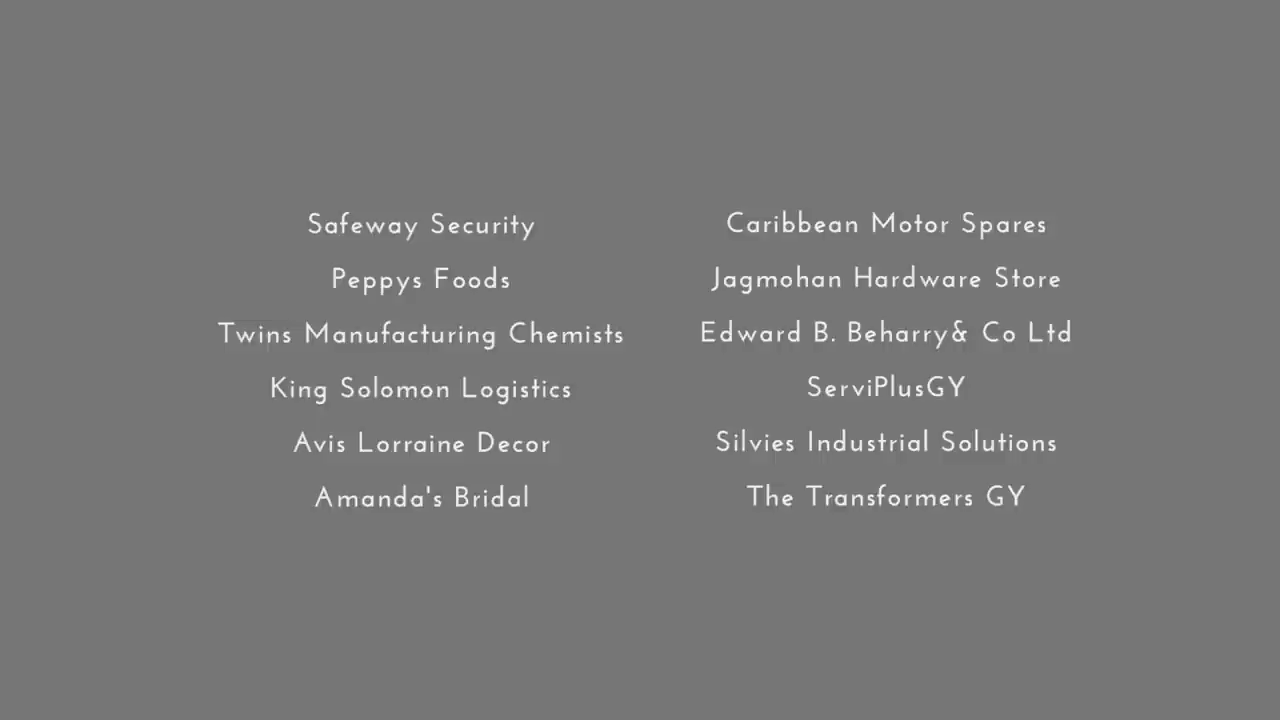 Safeway Security
Peppys Foods
Twins Manufacturing Chemists
King Solomon Logistics
Avis Lorraine Decor
Amanda's Bridal
Caribbean Motor Spares
Jagmohan Hardware Store
Edward B. Beharry& Co Ltd
ServiPlusGY
Silvies Industrial Solutions
The Transformers GY